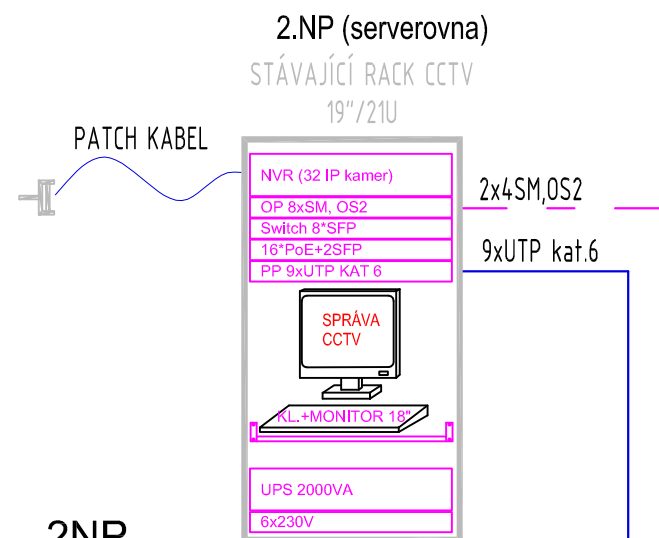 2.NP (serverovna)
STÁVAJÍCÍ RACK CCTV
19"/21U
PATCH KABEL
NVR (32 IP kamer)
OP 8xSM, OS2
Switch 8*SFP
16*PoE+2SFP
PP 9xUTP KAT 6
2x4SM,OS2
9xUTP kat.6
SPRÁVA
CCTV
KL.+MONITOR 18"
UPS 2000VA
6x230V
2NP